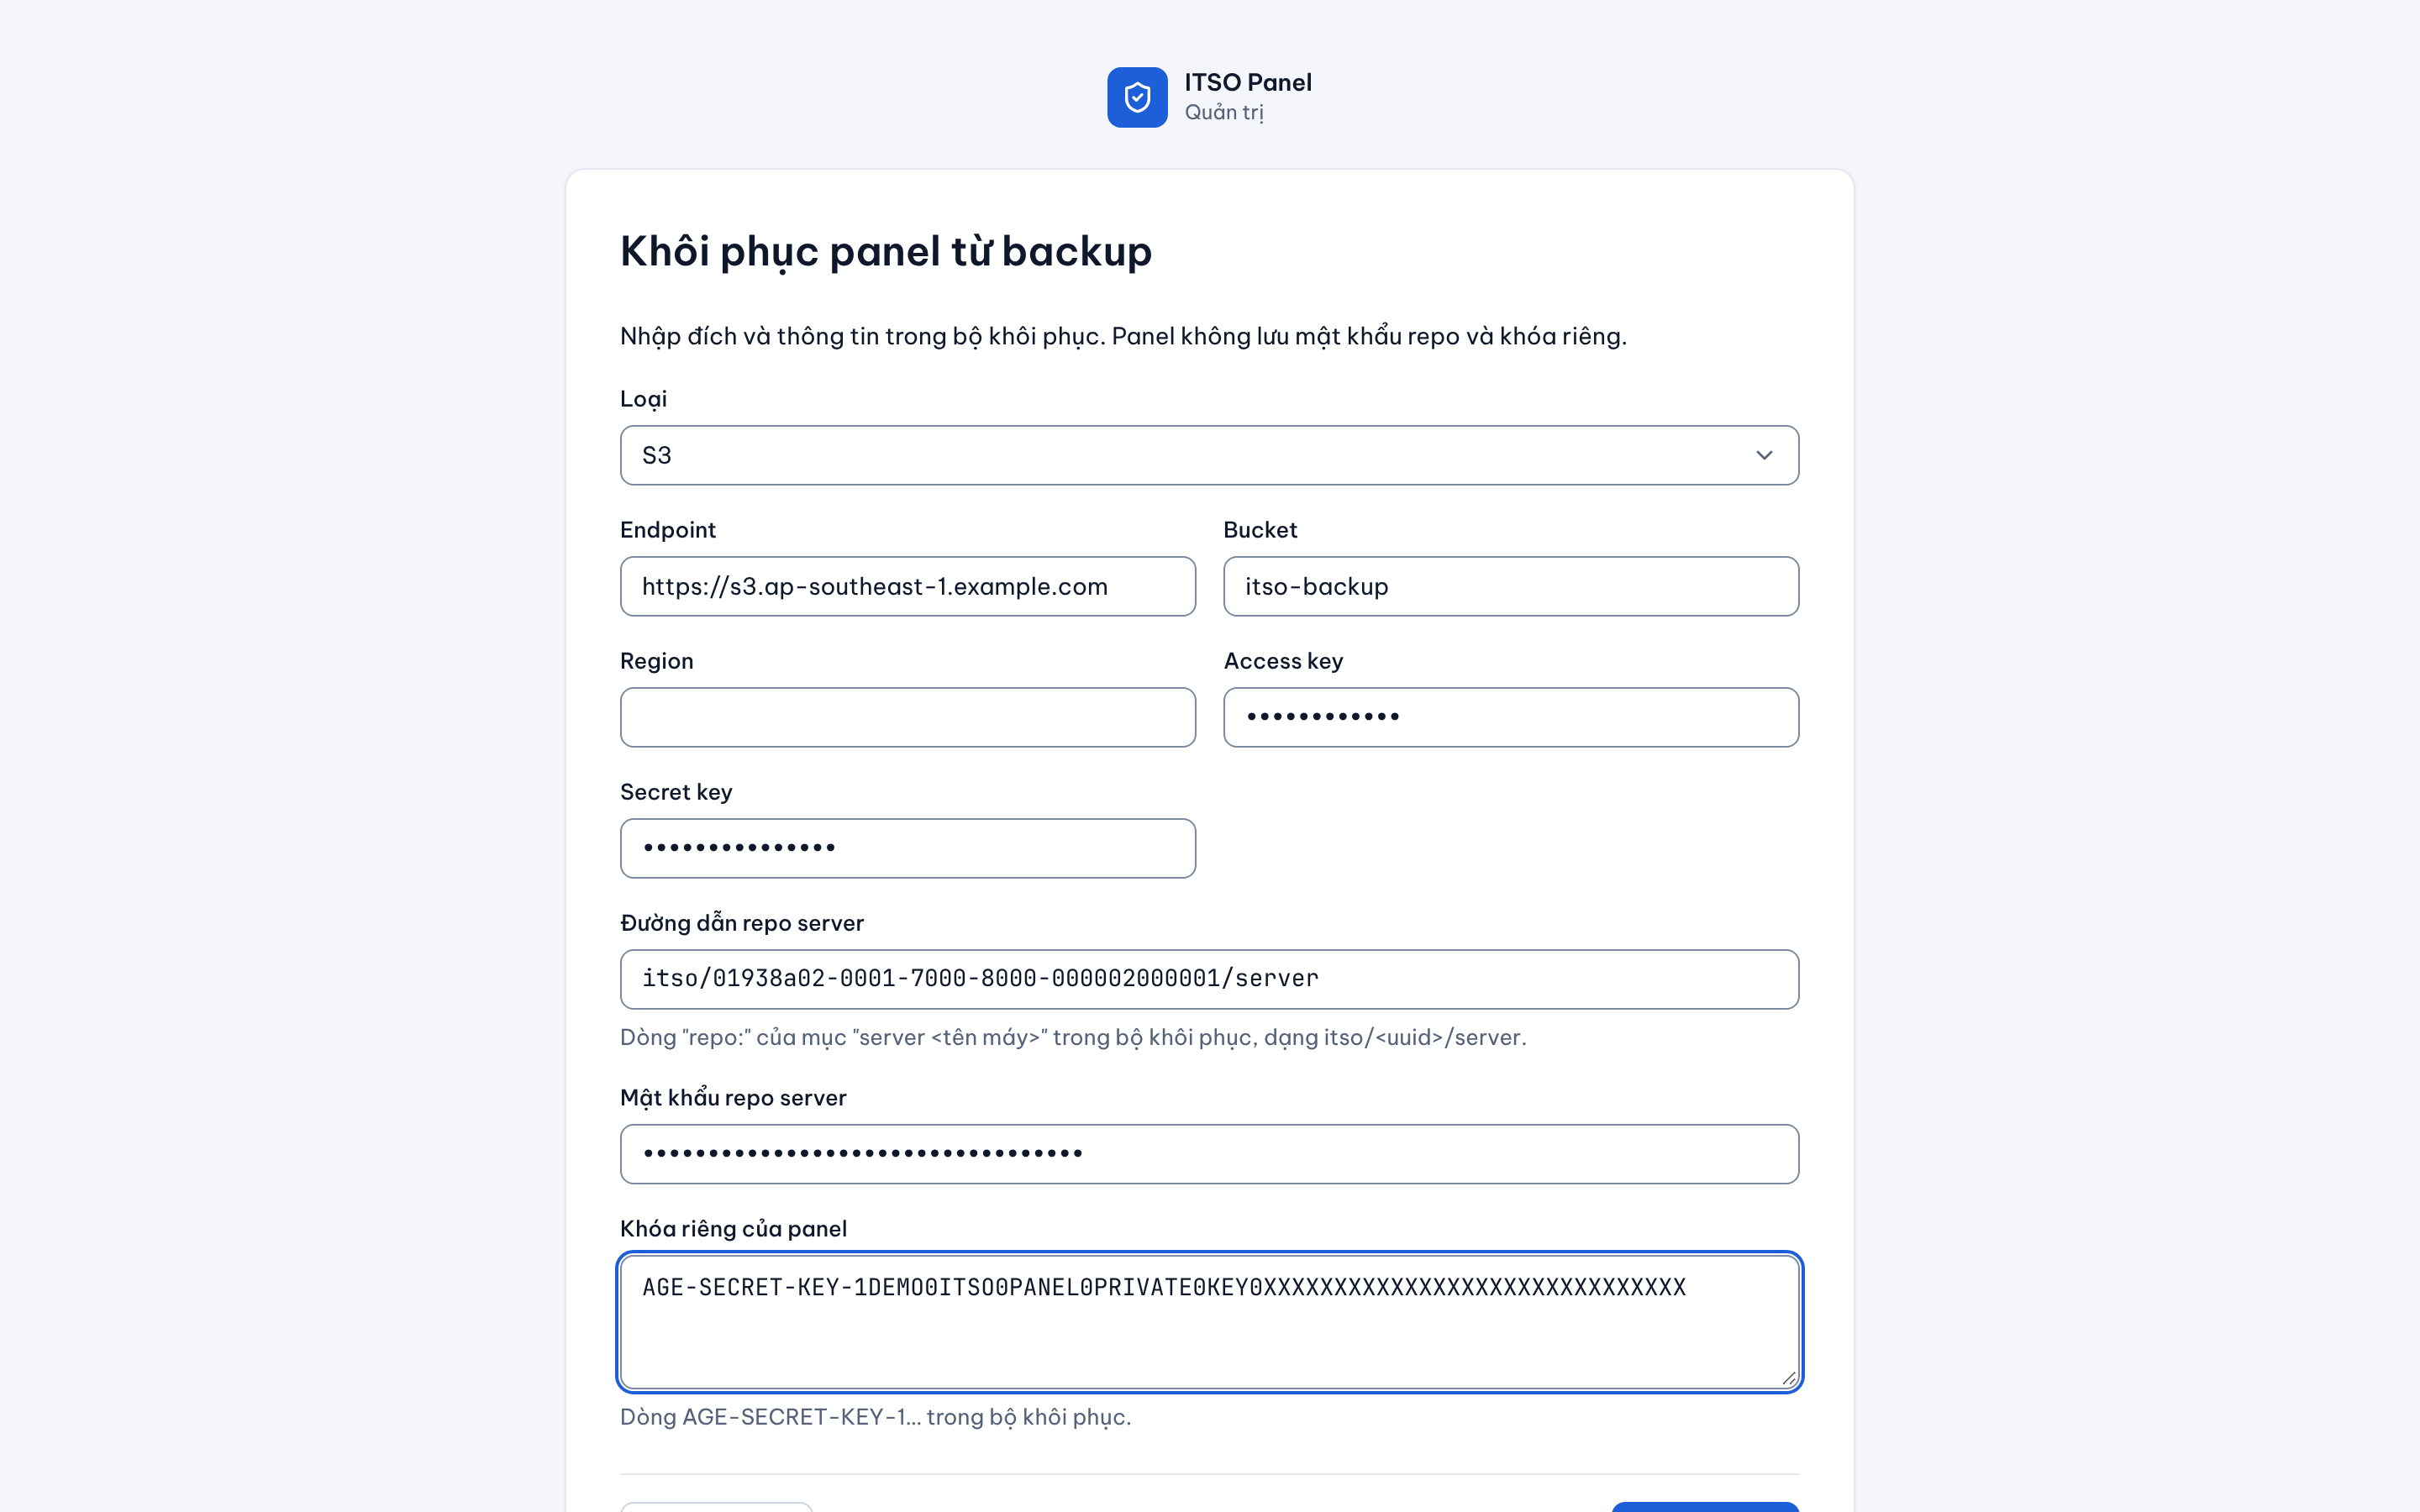 ITSO Panel
Quản trị
Khôi phục panel từ backup
Nhập đích và thông tin trong bộ khôi phục. Panel không lưu mật khẩu repo và khóa riêng.
Loại
S3
Endpoint
Bucket
https://s3.ap-southeast-1.example.com
itso-backup
Region
Access key
••••••••••••
Secret key
•••••••••••••••
Đường dẫn repo server
itso/01938a02-0001-7000-8000-000002000001/server
Dòng "repo:" của mục "server <tên máy>" trong bộ khôi phục, dạng itso/<uuid>/server.
Mật khẩu repo server
••••••••••••••••••••••••••••••••••
Khóa riêng của panel
AGE-SECRET-KEY-1DEMO0ITSO0PANEL0PRIVATE0KEY0XXXXXXXXXXXXXXXXXXXXXXXXXXXXXX
Dòng AGE-SECRET-KEY-1... trong bộ khôi phục.